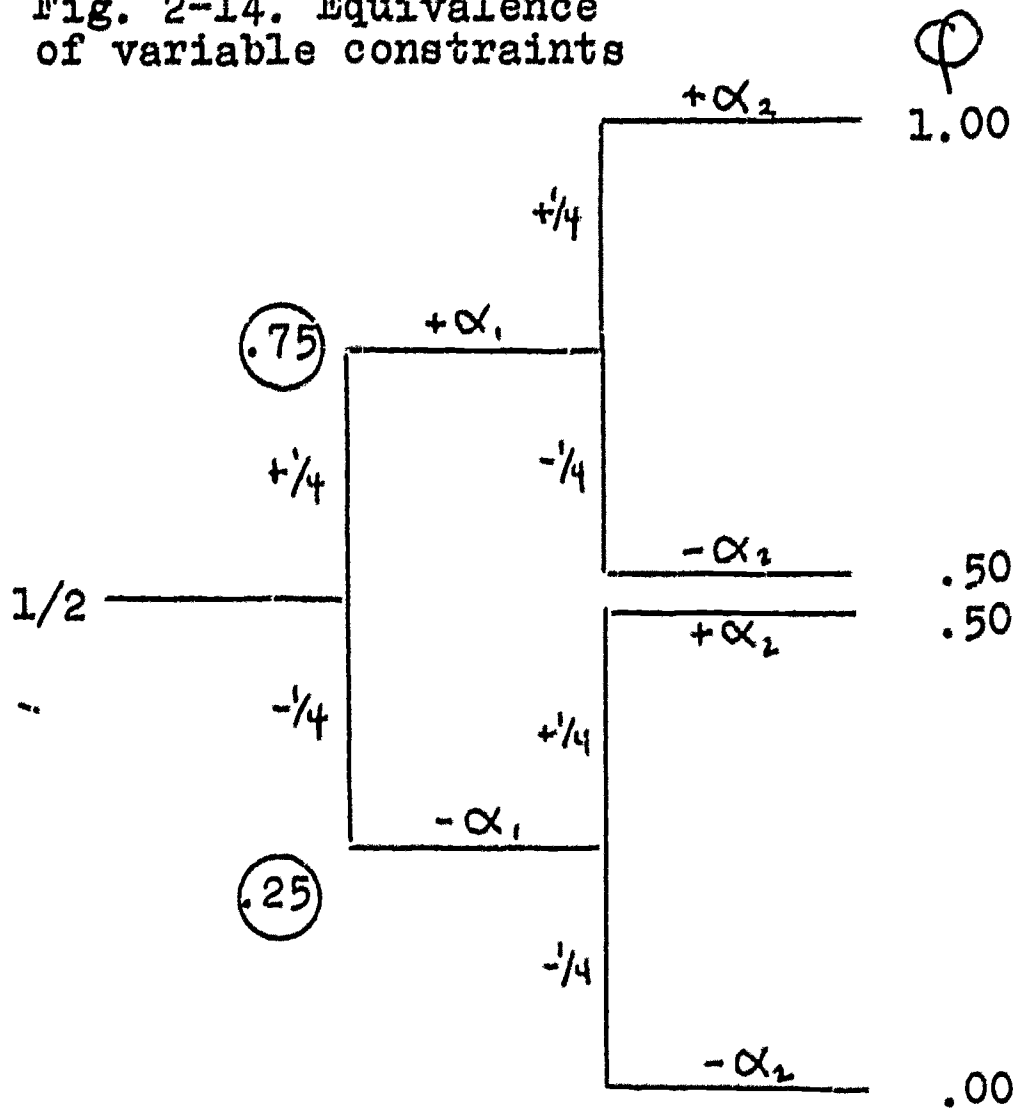 Fig. 2-14. Equivalence
of variable constraints
φ
+α₂
1.00
+1/4
.75
+α₁
+1/4
-1/4
-α₂
.50
1/2
.50
+α₂
-1/4
+1/4
-α₁
.25
-1/4
-α₂
.00